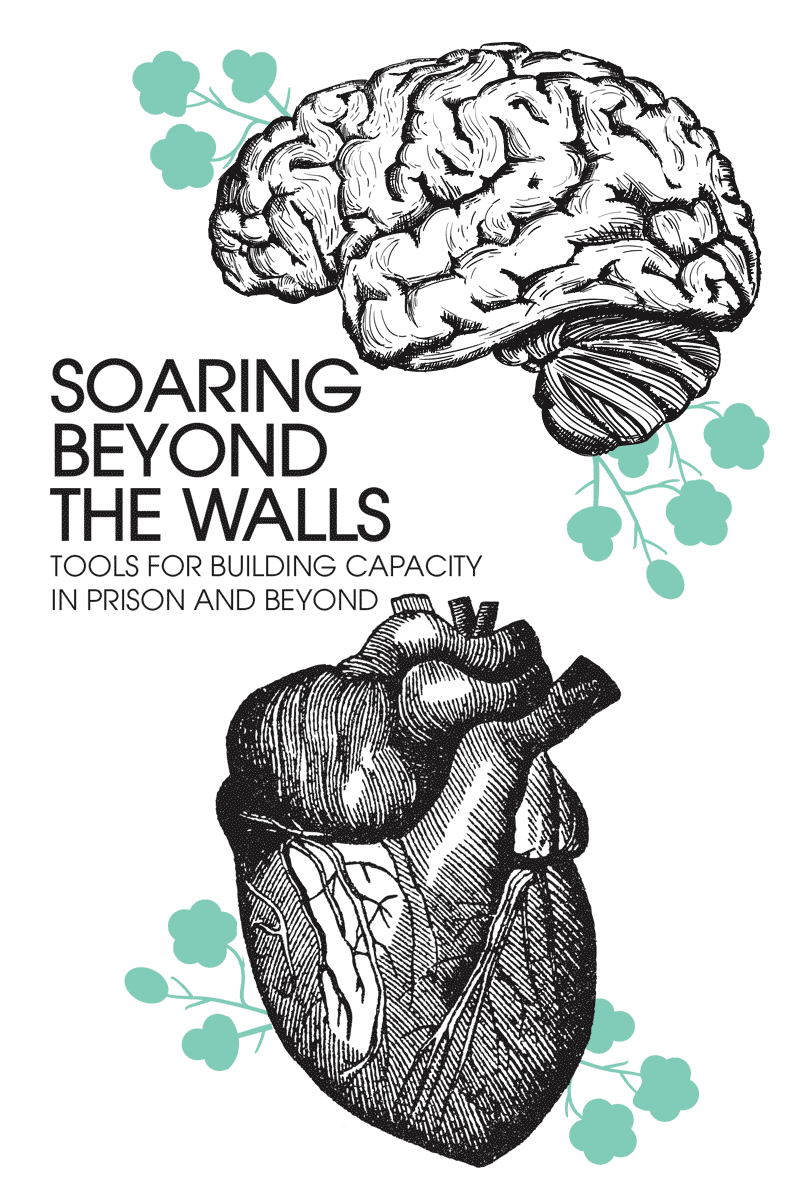 SOARING
BEYOND
THE WALLS
TOOLS FOR BUILDING CAPACITY
IN PRISON AND BEYOND